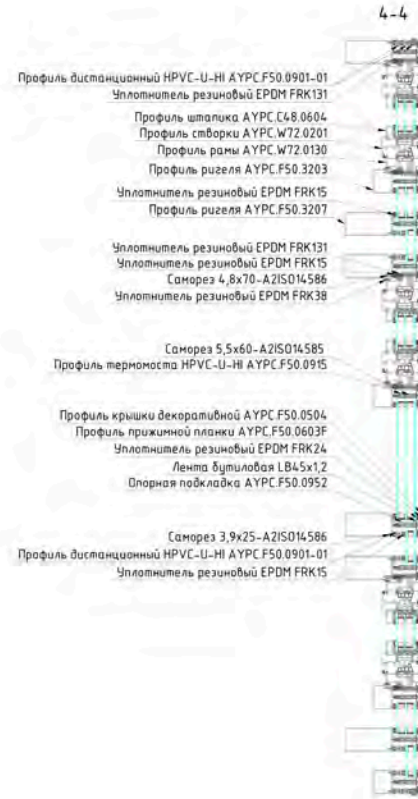 4-4
Профиль дистанционный HPVC-U-HI AYPC.F50.0901-01
Уплотнитель резиновый EPDM FRK131
Профиль штапика AYPC.C48.0604
Профиль створки AYPC.W72.0201
Профиль рамы AYPC.W72.0130
Профиль ригеля AYPC.F50.3203
Уплотнитель резиновый EPDM FRK15
Профиль ригеля AYPC.F50.3207
Уплотнитель резиновый EPDM FRK131
Уплотнитель резиновый EPDM FRK15
Саморез 4,8x70-A2ISO14586
Уплотнитель резиновый EPDM FRK38
Саморез 5,5x60-A2ISO14585
Профиль термомоста HPVC-U-HI AYPC.F50.0915
Профиль крышки декоративной AYPC.F50.0504
Профиль прижимной планки AYPC.F50.0603F
Уплотнитель резиновый EPDM FRK24
Лента бутиловая LB45x1,2
Опорная подкладка AYPC.F50.0952
Саморез 3,9x25-A2ISO14586
Профиль дистанционный HPVC-U-HI AYPC.F50.0901-01
Уплотнитель резиновый EPDM FRK15